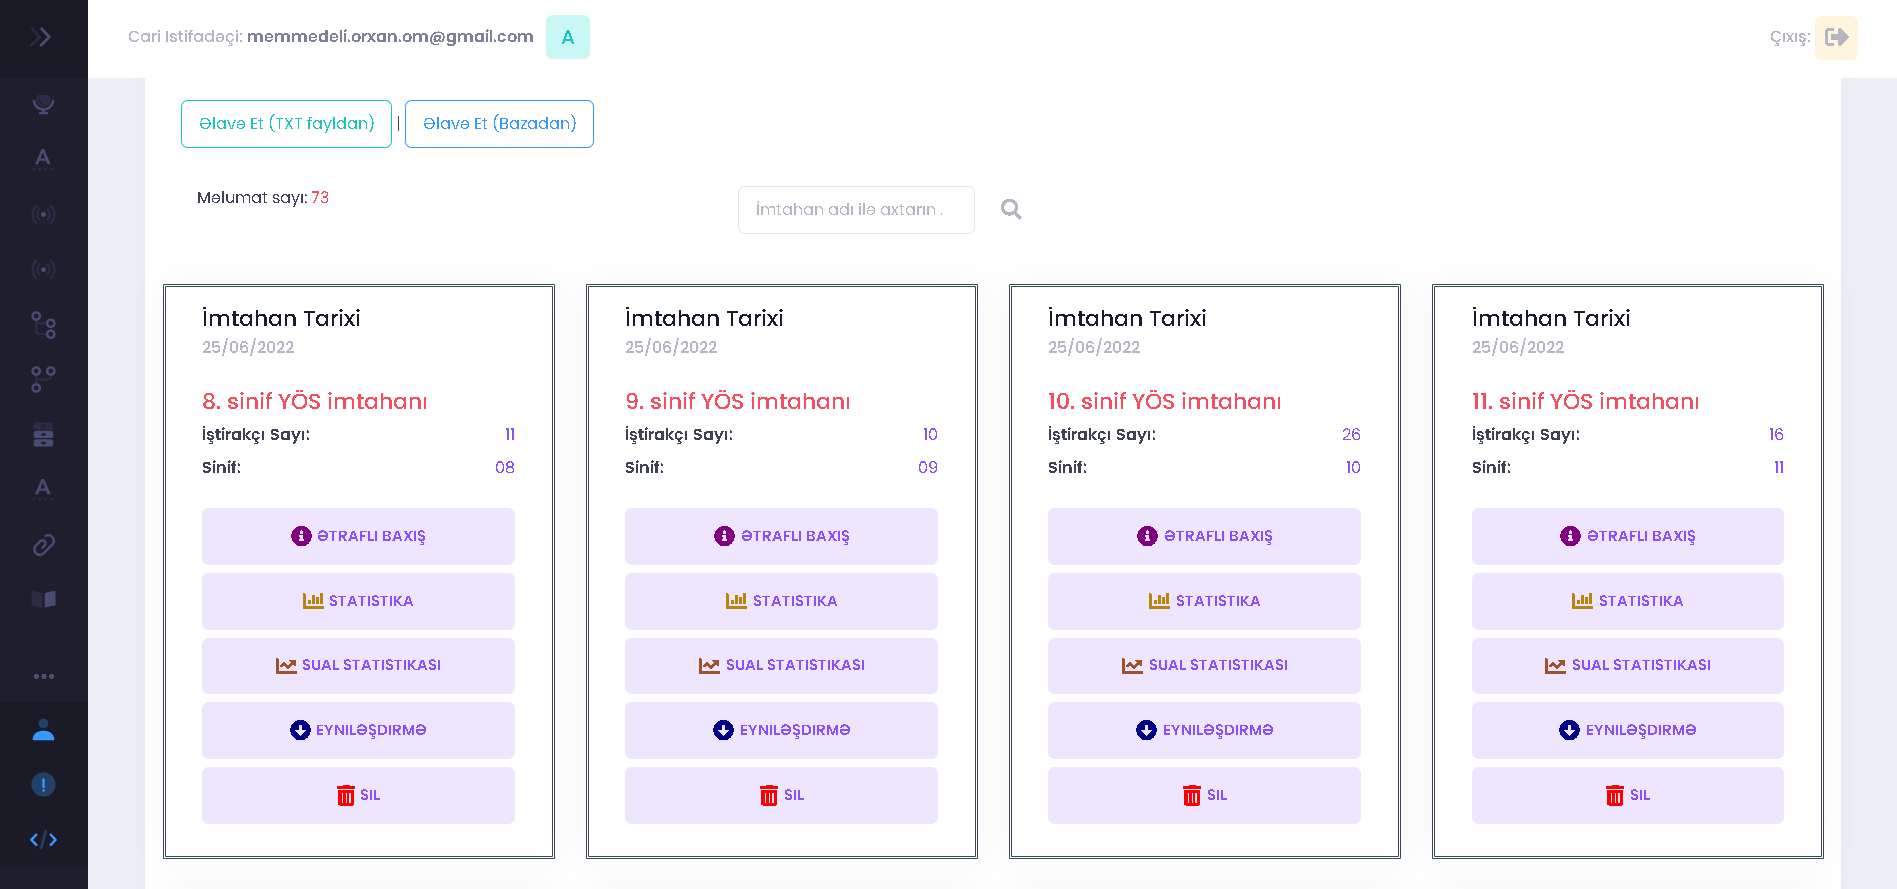 Cari Istifadəçi: memmedeli.orxan.om@gmail.com A
Çıxış:
Əlavə Et (TXT fayldan) | Əlavə Et (Bazadan)
Məlumat sayı: 73
İmtahan adı ilə axtarın .
İmtahan Tarixi
25/06/2022
8. sinif YÖS imtahanı
İştirakçı Sayı: 11
Sinif: 08
ƏTRAFLI BAXIŞ
STATISTIKA
SUAL STATISTIKASI
EYNILƏŞDIRMƏ
SIL
İmtahan Tarixi
25/06/2022
9. sinif YÖS imtahanı
İştirakçı Sayı: 10
Sinif: 09
ƏTRAFLI BAXIŞ
STATISTIKA
SUAL STATISTIKASI
EYNILƏŞDIRMƏ
SIL
İmtahan Tarixi
25/06/2022
10. sinif YÖS imtahanı
İştirakçı Sayı: 26
Sinif: 10
ƏTRAFLI BAXIŞ
STATISTIKA
SUAL STATISTIKASI
EYNILƏŞDIRMƏ
SIL
İmtahan Tarixi
25/06/2022
11. sinif YÖS imtahanı
İştirakçı Sayı: 16
Sinif: 11
ƏTRAFLI BAXIŞ
STATISTIKA
SUAL STATISTIKASI
EYNILƏŞDIRMƏ
SIL